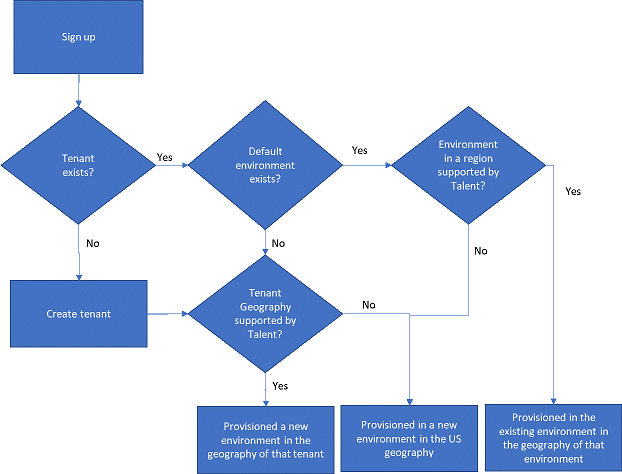 Sign up
Tenant
exists?
Yes
Default
environment
exists?
Yes
Environment
in a region
supported by
Talent?
Yes
No
No
No
Create tenant
Tenant
Geography
supported by
Talent?
No
Yes
Provisioned a new
environment in the
geography of that tenant
Provisioned in a new
environment in the US
geography
Provisioned in the
existing environment in
the geography of that
environment